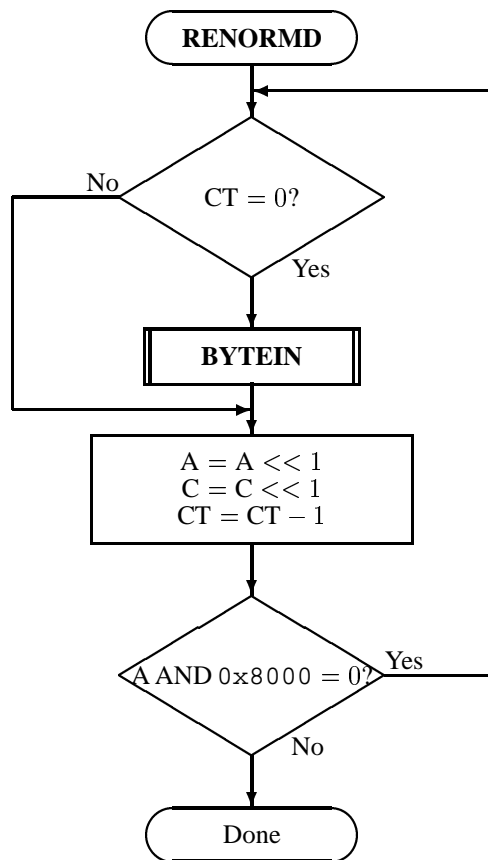 RENORMD
No
CT = 0?
Yes
BYTEIN
A = A << 1
C = C << 1
CT = CT − 1
A AND 0x8000 = 0?
Yes
No
Done